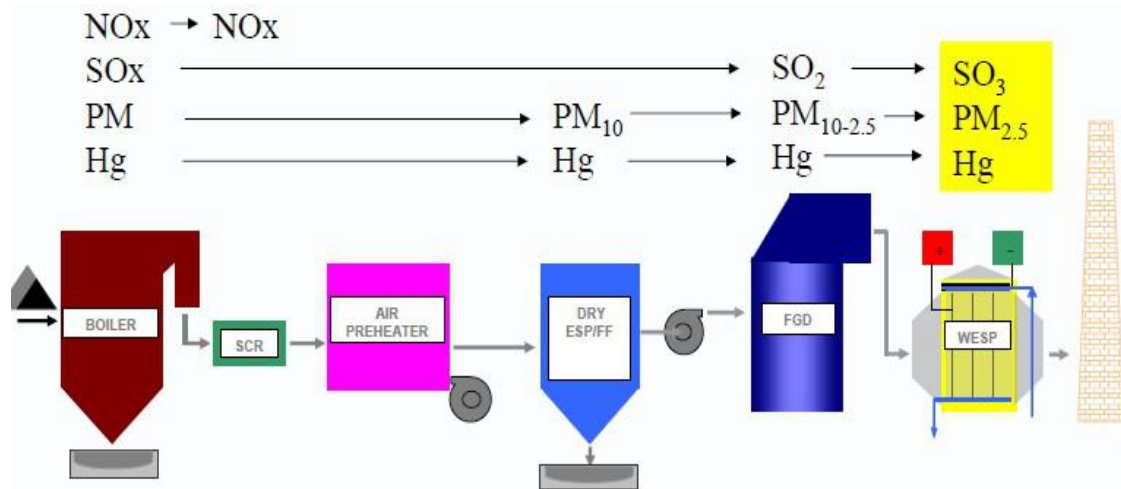 NOx → NOx
SOx → SO₂ → SO₃
PM → PM₁₀ → PM₁₀₋₂.₅ → PM₂.₅
Hg → Hg → Hg → Hg
+ -
BOILER
SCR
AIR
PREHEATER
DRY
ESP/FF
FGD
WESP